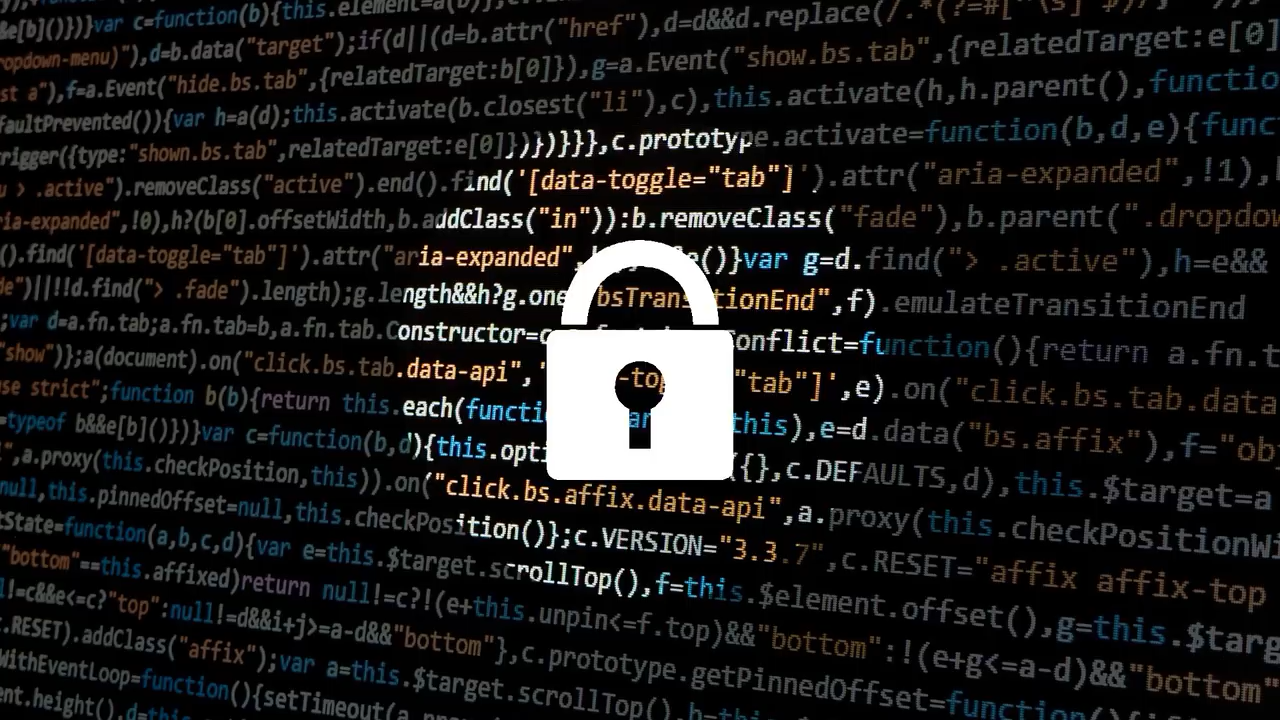 &e[b]()})}var c=function(b){this.element=a(b)};c.
ropdown-menu)"),d=b.data("target");if(d||(d=b.attr("href"),d=d&&d.replace(/.*(?=#[^\s]*$)/,
st a"),f=a.Event("hide.bs.tab",{relatedTarget:b[0]}),g=a.Event("show.bs.tab",{relatedTarget:e[0]
faultPrevented()){var h=a(d);this.activate(b.closest("li"),c),this.activate(h,h.parent(),functio
rigger({type:"shown.bs.tab",relatedTarget:e[0]})})}}},c.prototype.activate=function(b,d,e){func
> .active").removeClass("active").end().find('[data-toggle="tab"]').attr("aria-expanded",!1),
ia-expanded",!0),h?(b[0].offsetWidth,b.addClass("in")):b.removeClass("fade"),b.parent(".dropdow
().find('[data-toggle="tab"]').attr("aria-expanded", e()}var g=d.find("> .active"),h=e&&
de")||!!d.find("> .fade").length);g.length&&h?g.one bsTransitionEnd",f).emulateTransitionEnd
;var d=a.fn.tab;a.fn.tab=b,a.fn.tab.Constructor=c onflict=function(){return a.fn.t
"show")};a(document).on("click.bs.tab.data-api",' -tog "tab"]',e).on("click.bs.tab.data
se strict";function b(b){return this.each(functi ar this),e=d.data("bs.affix"),f="ob
=typeof b&&e[b]()})}var c=function(b,d){this.opti ({},c.DEFAULTS,d),this.$target=a
",a.proxy(this.checkPosition,this)).on("click.bs.affix.data-api",a.proxy(this.checkPositionWi
null,this.pinnedOffset=null,this.checkPosition()};c.VERSION="3.3.7",c.RESET="affix affix-top
tState=function(a,b,c,d){var e=this.$target.scrollTop(),f=this.$element.offset(),g=this.$targ
"bottom"==this.affixed)return null!=c?!(e+this.unpin<=f.top)&&"bottom":!(e+g<=a-d)&&"bottom"
l!=c&&e<=c?"top":null!=d&&i+j>=a-d&&"bottom"},c.prototype.getPinnedOffset=function(){
.RESET).addClass("affix");var a=this.$target.scrollTop(),b=this.$
WithEventLoop=function(){setTimeout(a
ent.height(),d=this